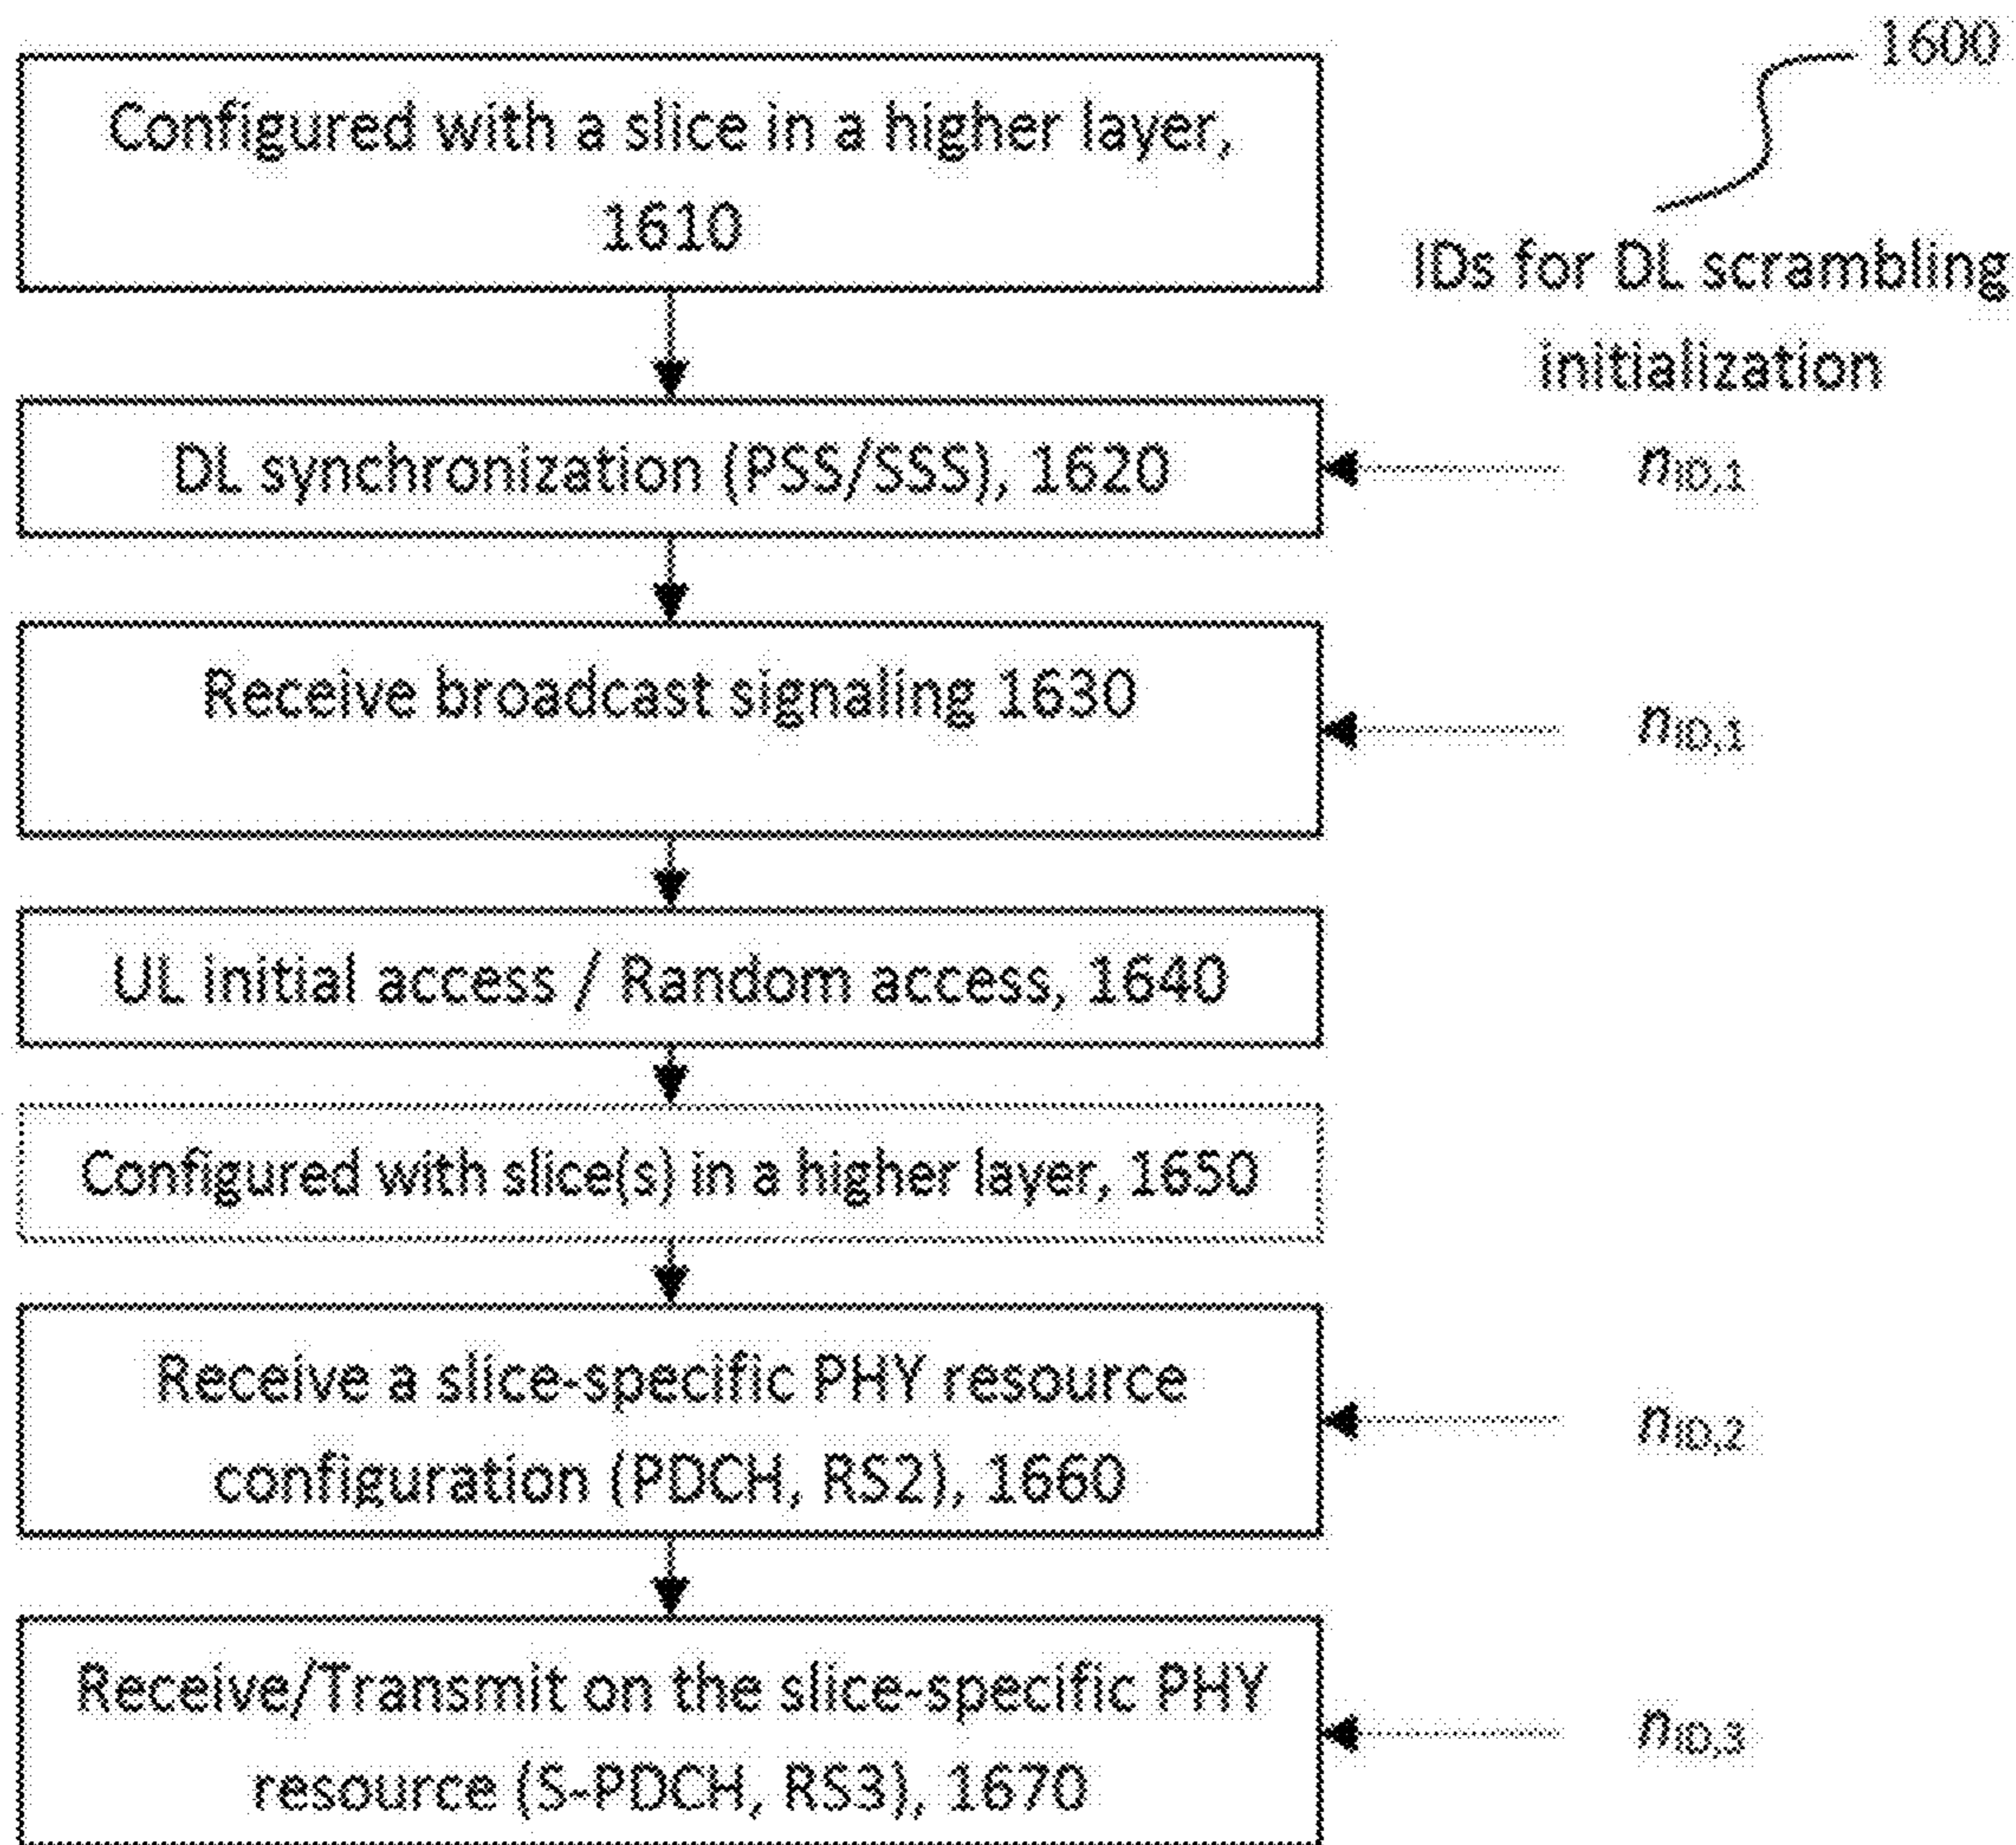 1600
Configured with a slice in a higher layer,
1610
IDs for DL scrambling
initialization
DL synchronization (PSS/SSS), 1620
nID,1
Receive broadcast signaling 1630
nID,1
UL initial access / Random access, 1640
Configured with slice(s) in a higher layer, 1650
Receive a slice-specific PHY resource
configuration (PDCH, RS2), 1660
nID,2
Receive/Transmit on the slice-specific PHY
resource (S-PDCH, RS3), 1670
nID,3